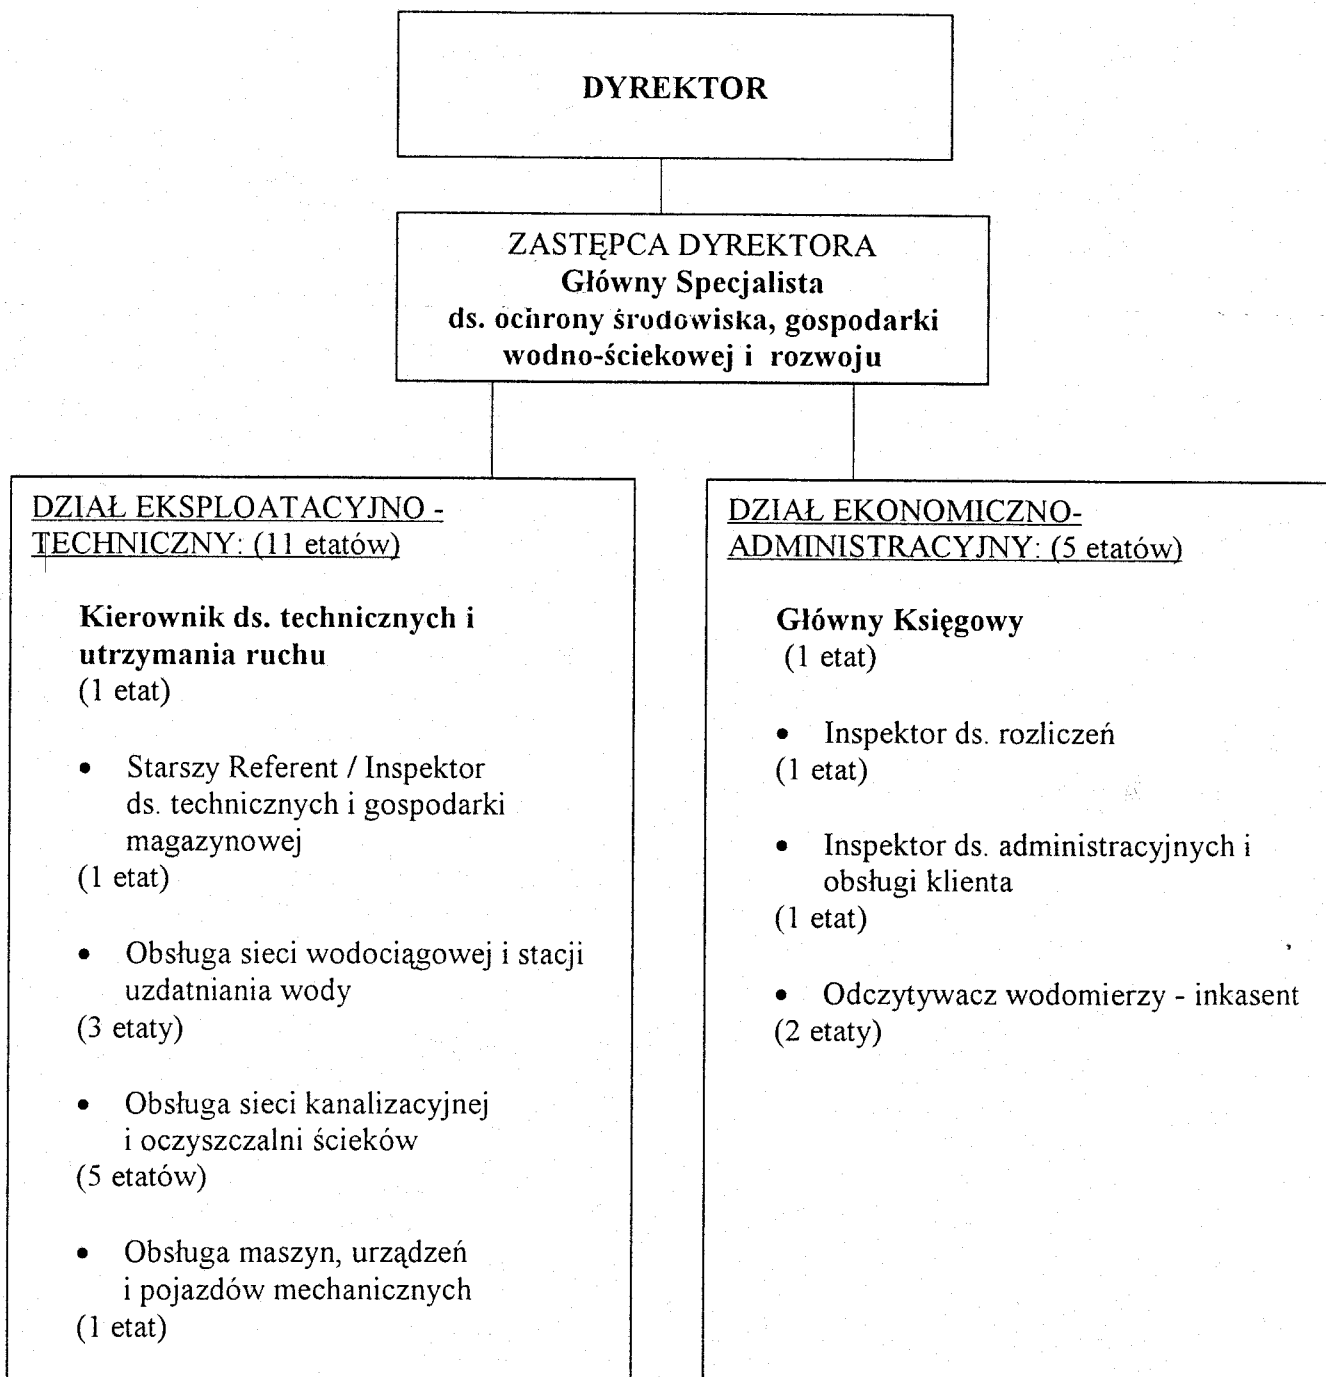 DYREKTOR
ZASTĘPCA DYREKTORA
Główny Specjalista
ds. ochrony środowiska, gospodarki
wodno-ściekowej i rozwoju
DZIAŁ EKSPLOATACYJNO -
TECHNICZNY: (11 etatów)
Kierownik ds. technicznych i
utrzymania ruchu
(1 etat)
• Starszy Referent / Inspektor
ds. technicznych i gospodarki
magazynowej
(1 etat)
• Obsługa sieci wodociągowej i stacji
uzdatniania wody
(3 etaty)
• Obsługa sieci kanalizacyjnej
i oczyszczalni ścieków
(5 etatów)
• Obsługa maszyn, urządzeń
i pojazdów mechanicznych
(1 etat)
DZIAŁ EKONOMICZNO-
ADMINISTRACYJNY: (5 etatów)
Główny Księgowy
(1 etat)
• Inspektor ds. rozliczeń
(1 etat)
• Inspektor ds. administracyjnych i
obsługi klienta
(1 etat)
• Odczytywacz wodomierzy - inkasent
(2 etaty)